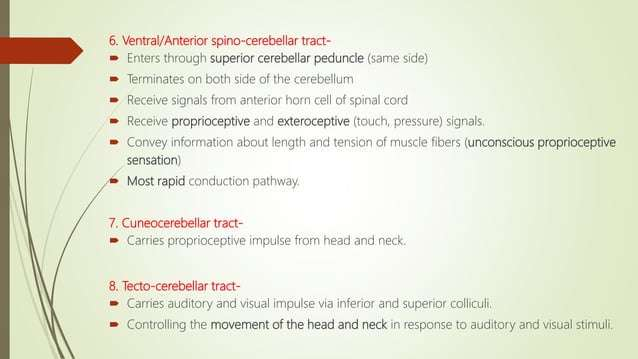 6. Ventral/Anterior spino-cerebellar tract-
Enters through superior cerebellar peduncle (same side)
Terminates on both side of the cerebellum
Receive signals from anterior horn cell of spinal cord
Receive proprioceptive and exteroceptive (touch, pressure) signals.
Convey information about length and tension of muscle fibers (unconscious proprioceptive
sensation)
Most rapid conduction pathway.
7. Cuneocerebellar tract-
Carries proprioceptive impulse from head and neck.
8. Tecto-cerebellar tract-
Carries auditory and visual impulse via inferior and superior colliculi.
Controlling the movement of the head and neck in response to auditory and visual stimuli.